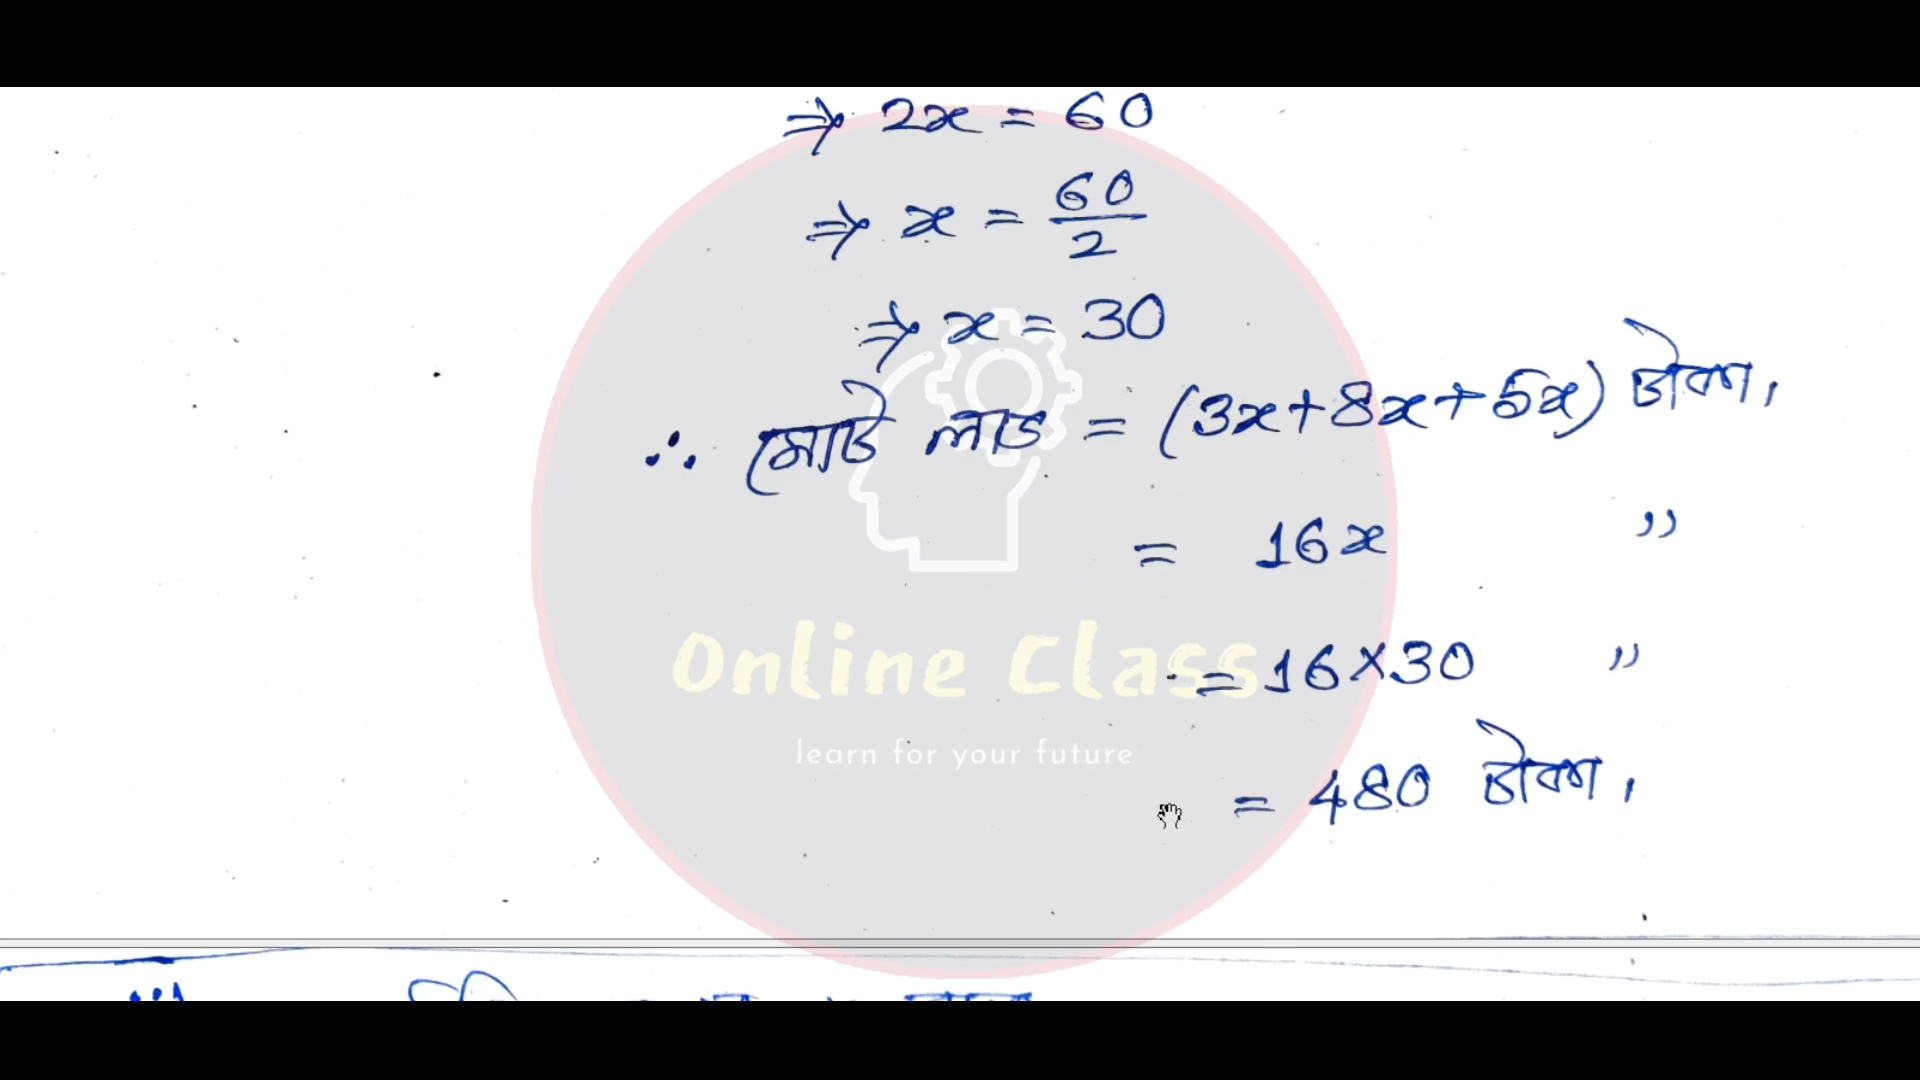 ⇒ 2x = 60
⇒ x = 60/2
⇒ x = 30
∴ মোট লাভ = (3x+8x+5x) টাকা।
= 16x "
= 16×30 "
= 480 টাকা।
Online Class
learn for your future